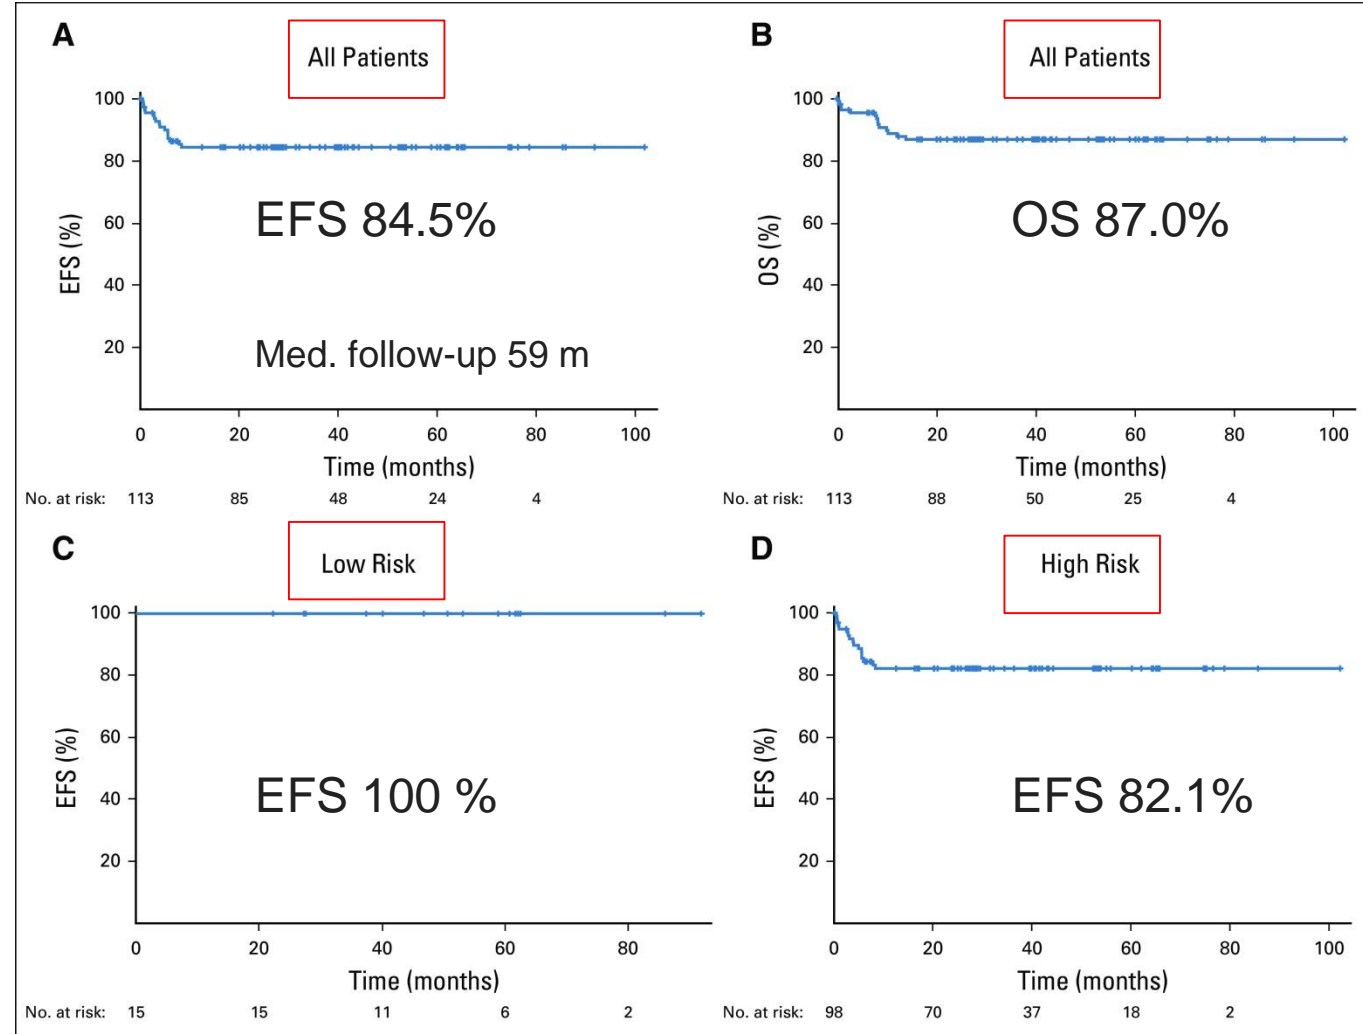 A
All Patients
100
80
60
40
20
EFS (%)
EFS 84.5%
Med. follow-up 59 m
0 20 40 60 80 100
Time (months)
No. at risk: 113 85 48 24 4
B
All Patients
100
80
60
40
20
OS (%)
OS 87.0%
0 20 40 60 80 100
Time (months)
No. at risk: 113 88 50 25 4
C
Low Risk
100
80
60
40
20
EFS (%)
EFS 100 %
0 20 40 60 80
Time (months)
No. at risk: 15 15 11 6 2
D
High Risk
100
80
60
40
20
EFS (%)
EFS 82.1%
0 20 40 60 80 100
Time (months)
No. at risk: 98 70 37 18 2